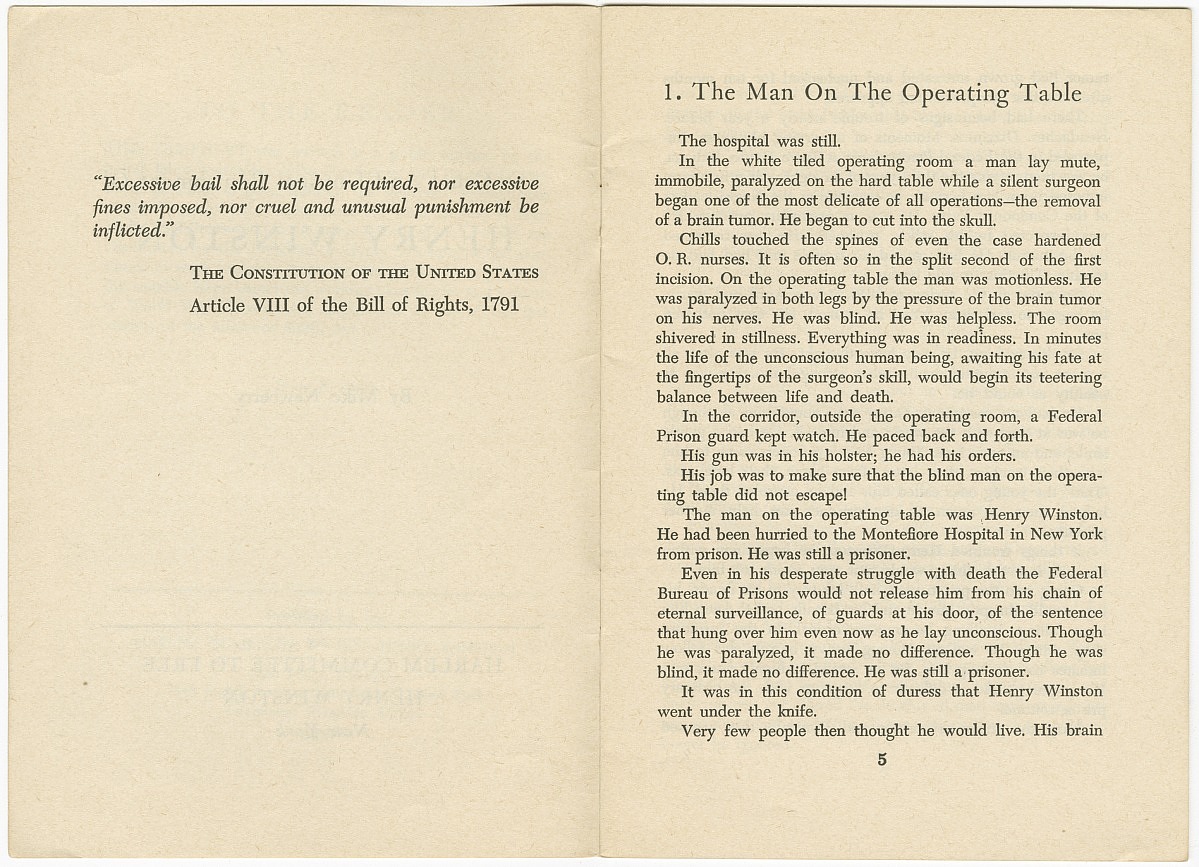 “Excessive bail shall not be required, nor excessive
fines imposed, nor cruel and unusual punishment be
inflicted.”
THE CONSTITUTION OF THE UNITED STATES
Article VIII of the Bill of Rights, 1791
1. The Man On The Operating Table
The hospital was still.
In the white tiled operating room a man lay mute,
immobile, paralyzed on the hard table while a silent surgeon
began one of the most delicate of all operations—the removal
of a brain tumor. He began to cut into the skull.
Chills touched the spines of even the case hardened
O. R. nurses. It is often so in the split second of the first
incision. On the operating table the man was motionless. He
was paralyzed in both legs by the pressure of the brain tumor
on his nerves. He was blind. He was helpless. The room
shivered in stillness. Everything was in readiness. In minutes
the life of the unconscious human being, awaiting his fate at
the fingertips of the surgeon’s skill, would begin its teetering
balance between life and death.
In the corridor, outside the operating room, a Federal
Prison guard kept watch. He paced back and forth.
His gun was in his holster; he had his orders.
His job was to make sure that the blind man on the opera-
ting table did not escape!
The man on the operating table was Henry Winston.
He had been hurried to the Montefiore Hospital in New York
from prison. He was still a prisoner.
Even in his desperate struggle with death the Federal
Bureau of Prisons would not release him from his chain of
eternal surveillance, of guards at his door, of the sentence
that hung over him even now as he lay unconscious. Though
he was paralyzed, it made no difference. Though he was
blind, it made no difference. He was still a prisoner.
It was in this condition of duress that Henry Winston
went under the knife.
Very few people then thought he would live. His brain
5